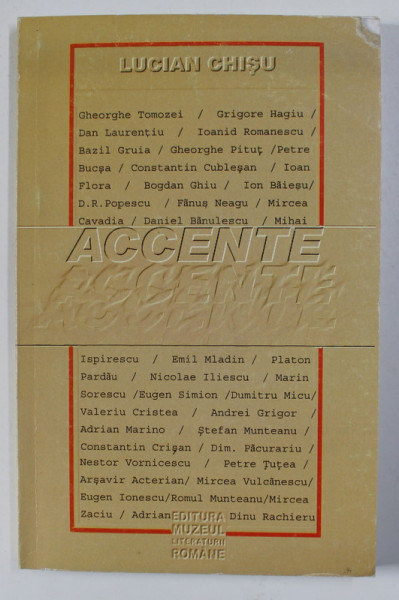 LUCIAN CHIȘU
Gheorghe Tomozei / Grigore Hagiu /
Dan Laurențiu / Ioanid Romanescu /
Bazil Gruia / Gheorghe Pituț /Petre
Bucșa / Constantin Cubleșan / Ioan
Flora / Bogdan Ghiu / Ion Băieșu/
D.R.Popescu / Fănuș Neagu / Mircea
Cavadia / Daniel Bănulescu / Mihai
ACCENTE
ACCENTE
ACCENTE
Ispirescu / Emil Mladin / Platon
Pardău / Nicolae Iliescu / Marin
Sorescu /Eugen Simion /Dumitru Micu/
Valeriu Cristea / Andrei Grigor /
Adrian Marino / Ștefan Munteanu /
Constantin Crișan / Dim. Păcurariu /
Nestor Vornicescu / Petre Țuțea /
Arșavir Acterian/ Mircea Vulcănescu/
Eugen Ionescu/Romul Munteanu/Mircea
Zaciu / Adrian Dinu Rachieru
EDITURA
MUZEUL
LITERATURII
ROMÂNE